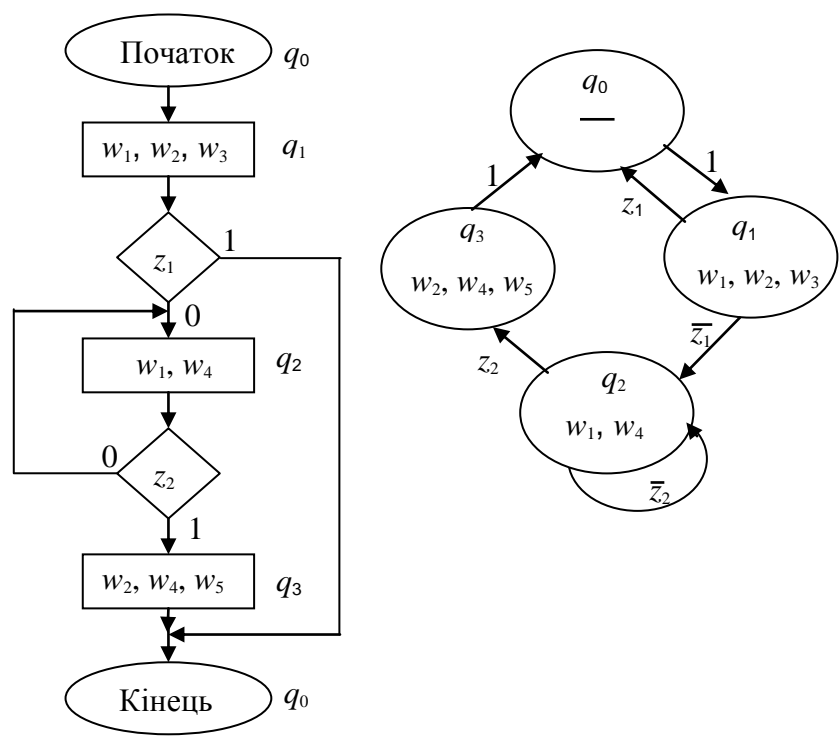 Початок q₀
w₁, w₂, w₃ q₁
z₁ 1
0
w₁, w₄ q₂
0
z₂
1
w₂, w₄, w₅ q₃
Кінець q₀
q₀
—
1
1
z₁
q₃
w₂, w₄, w₅
q₁
w₁, w₂, w₃
z̅₁
z₂
q₂
w₁, w₄
z̅₂